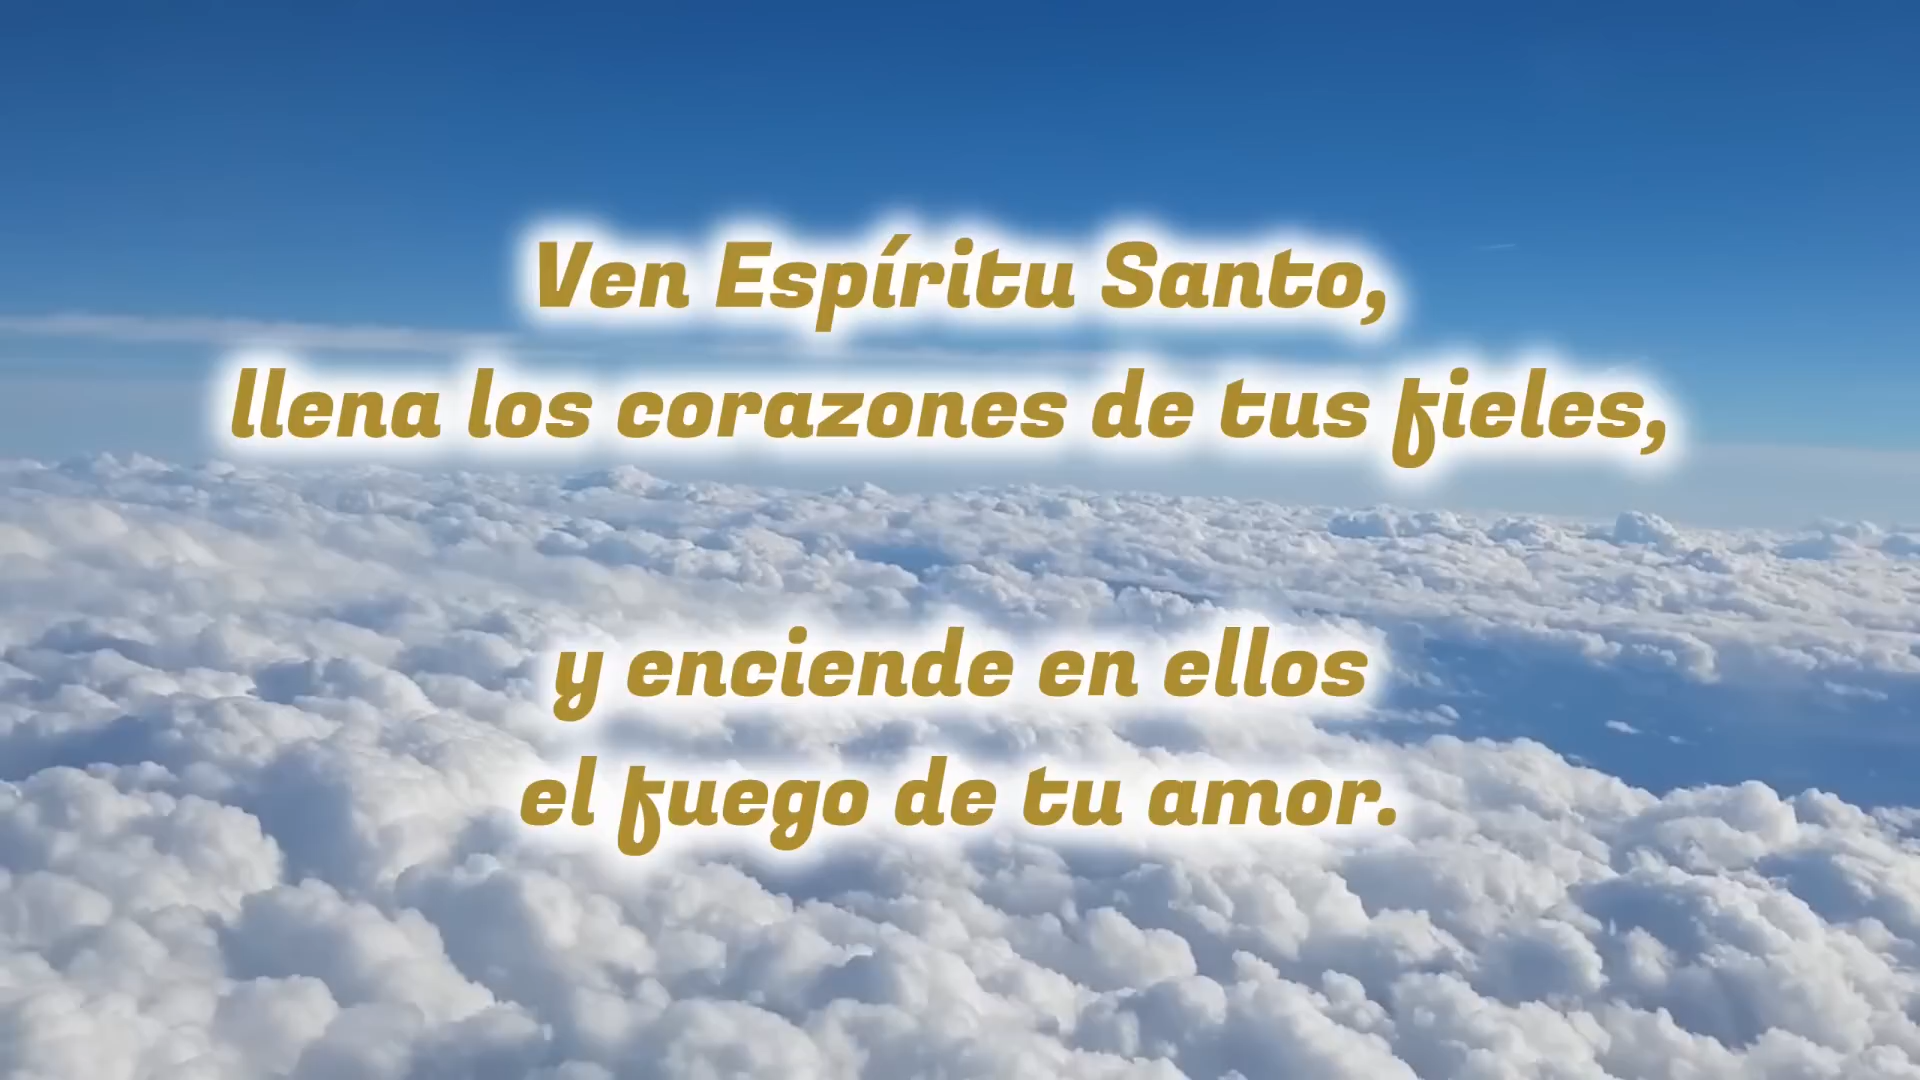 Ven Espíritu Santo,
llena los corazones de tus fieles,
y enciende en ellos
el fuego de tu amor.